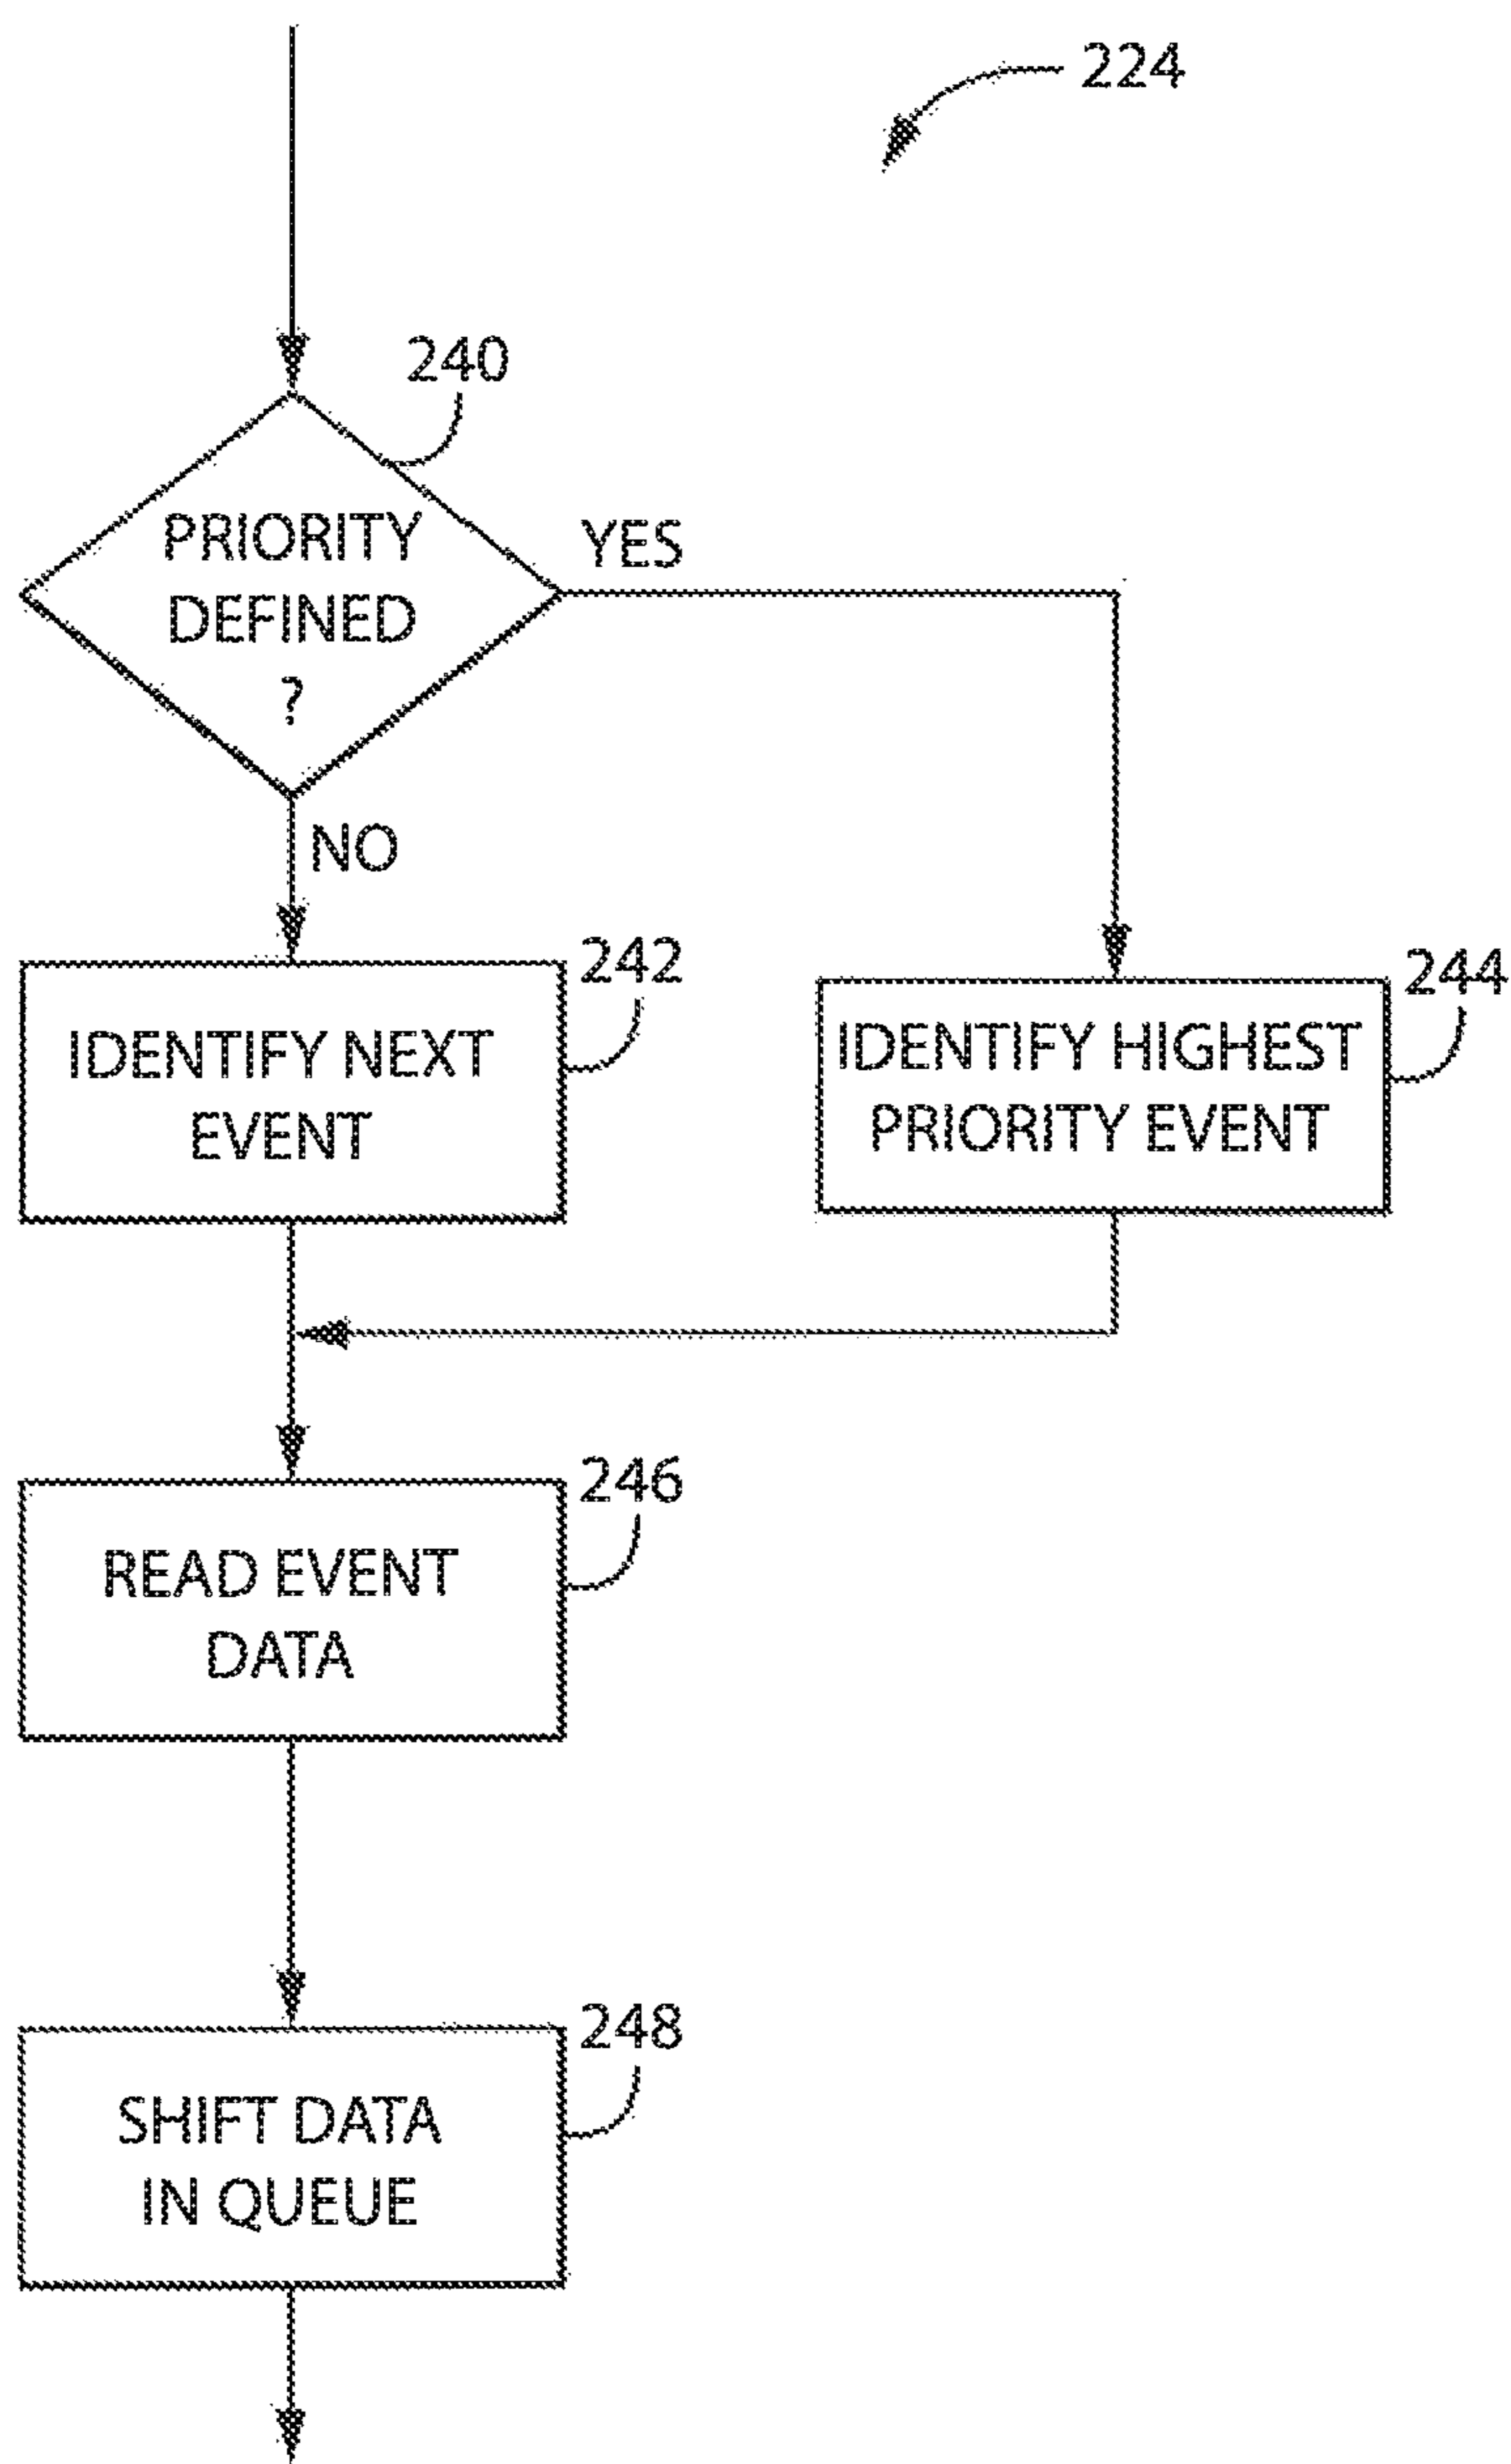 224
240
PRIORITY
DEFINED
?
YES
NO
242
IDENTIFY NEXT
EVENT
244
IDENTIFY HIGHEST
PRIORITY EVENT
246
READ EVENT
DATA
248
SHIFT DATA
IN QUEUE